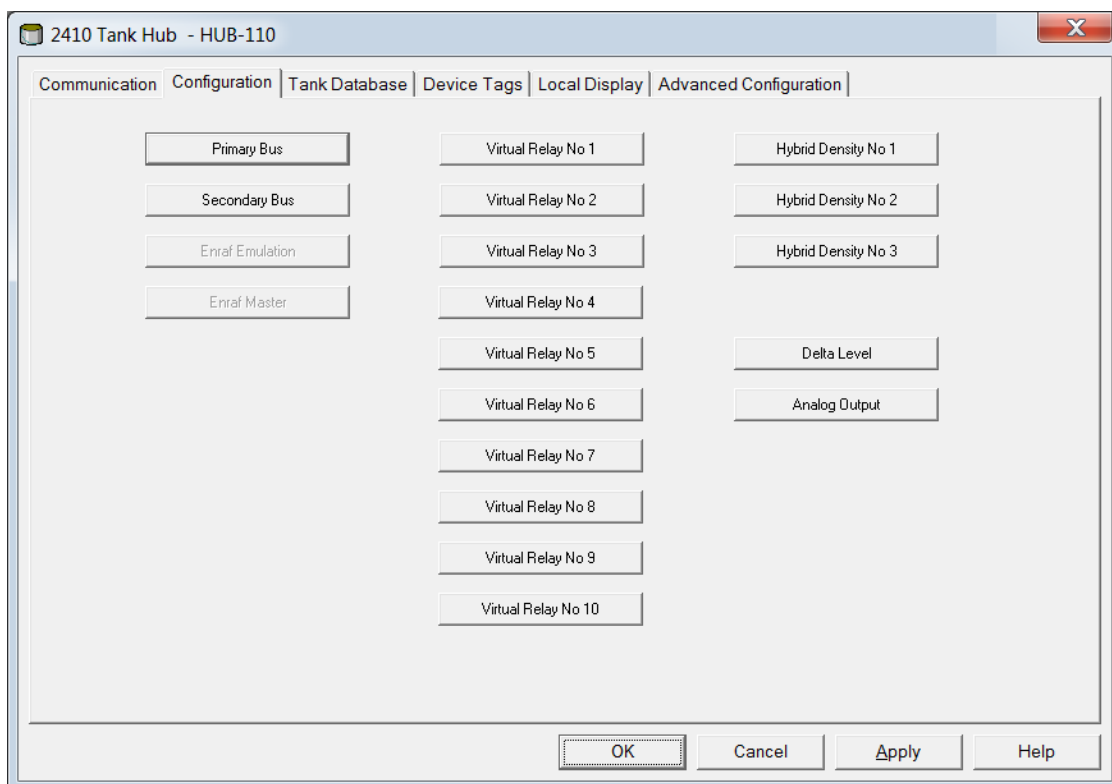 2410 Tank Hub - HUB-110
X
Communication Configuration Tank Database Device Tags Local Display Advanced Configuration
Primary Bus Virtual Relay No 1 Hybrid Density No 1
Secondary Bus Virtual Relay No 2 Hybrid Density No 2
Enraf Emulation Virtual Relay No 3 Hybrid Density No 3
Enraf Master Virtual Relay No 4
Virtual Relay No 5 Delta Level
Virtual Relay No 6 Analog Output
Virtual Relay No 7
Virtual Relay No 8
Virtual Relay No 9
Virtual Relay No 10
OK Cancel Apply Help